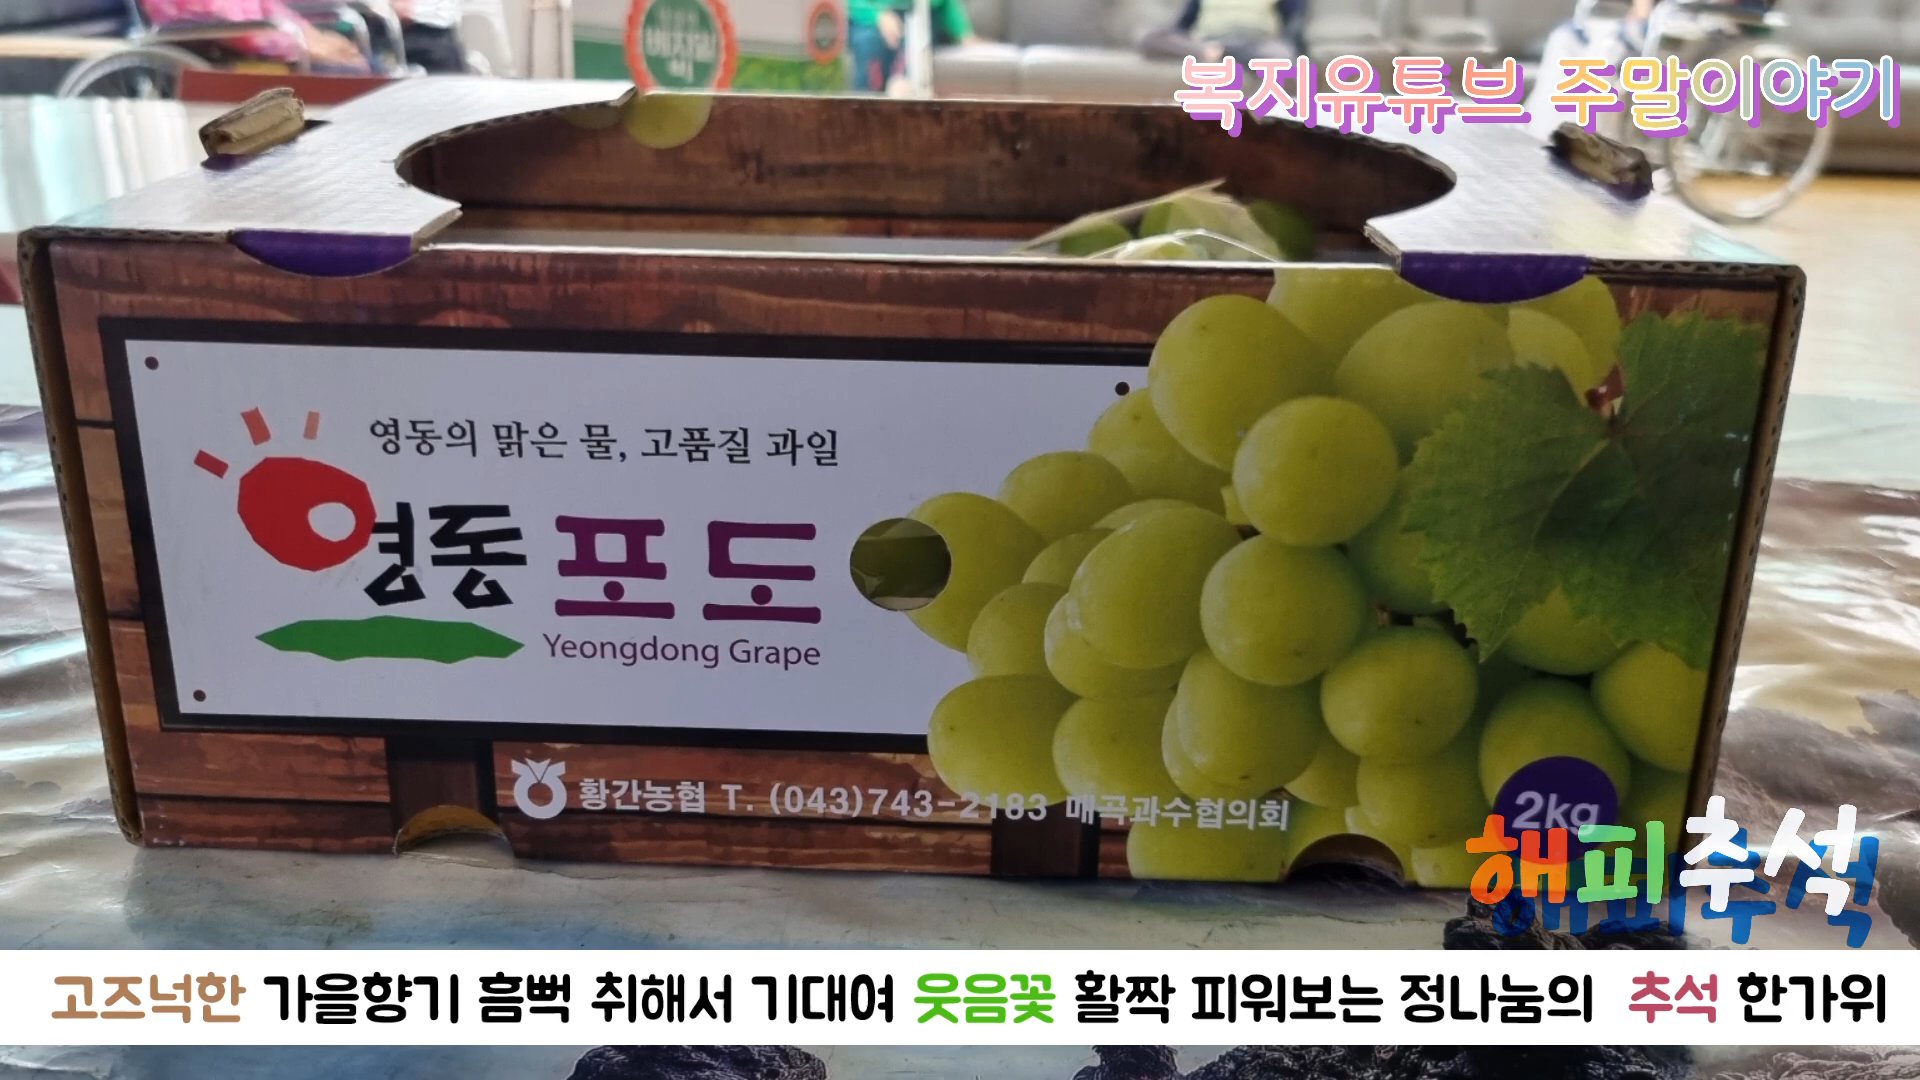 베지밀
복지유튜브 주말이야기
영동의 맑은 물, 고품질 과일
영동 포도
Yeongdong Grape
황간농협 T. (043)743-2183 매곡과수협의회
2kg
해피추석
고즈넉한 가을향기 흠뻑 취해서 기대여 웃음꽃 활짝 피워보는 정나눔의 추석 한가위